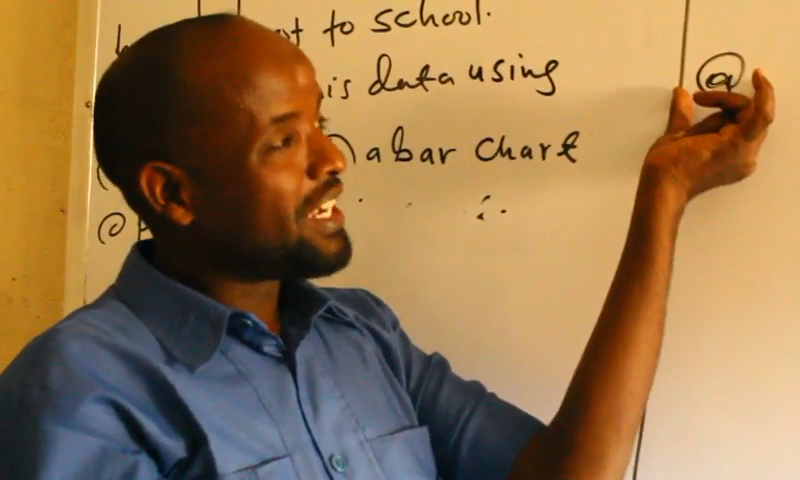 to school.
is data using
@
a bar chart